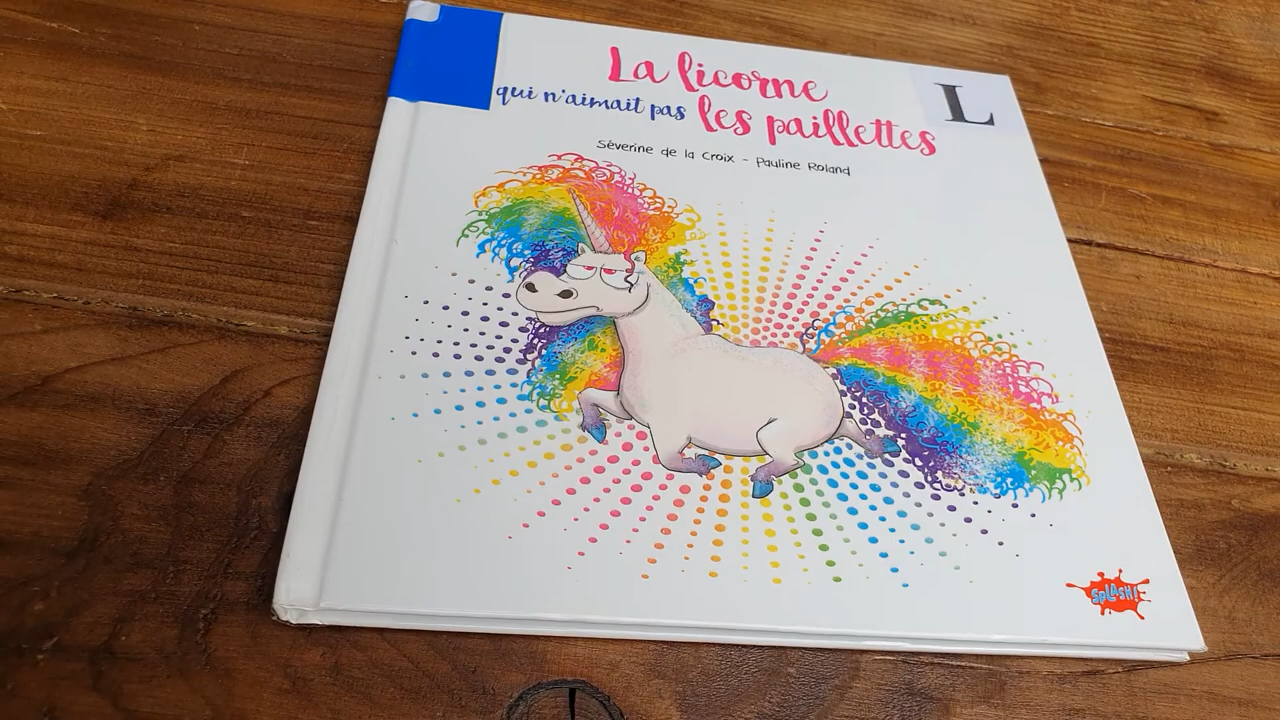 La licorne
qui n'aimait pas les paillettes
L
Séverine de la Croix - Pauline Roland
SPLASH!